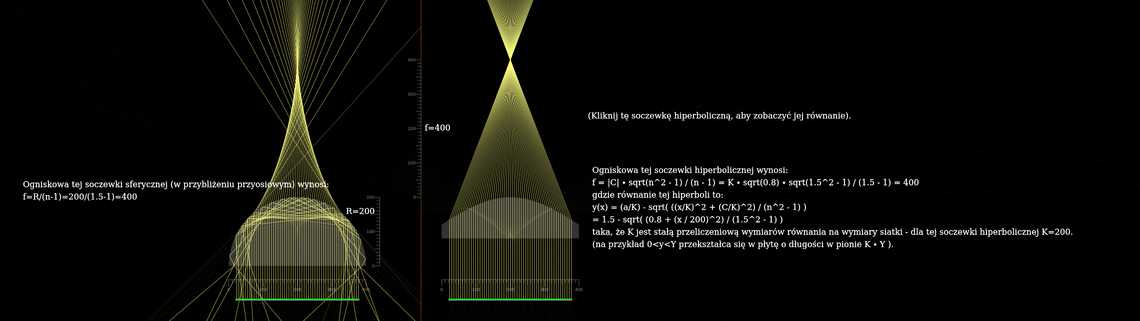 (Kliknij tę soczewkę hiperboliczną, aby zobaczyć jej równanie).
f=400
Ogniskowa tej soczewki sferycznej (w przybliżeniu przyosiowym) wynosi:
f=R/(n-1)=200/(1.5-1)=400
R=200
Ogniskowa tej soczewki hiperbolicznej wynosi:
f = |C| • sqrt(n^2 - 1) / (n - 1) = K • sqrt(0.8) • sqrt(1.5^2 - 1) / (1.5 - 1) = 400
gdzie równanie tej hiperboli to:
y(x) = (a/K) - sqrt( ((x/K)^2 + (C/K)^2) / (n^2 - 1) )
= 1.5 - sqrt( (0.8 + (x / 200)^2) / (1.5^2 - 1) )
taka, że K jest stałą przeliczeniową wymiarów równania na wymiary siatki - dla tej soczewki hiperbolicznej K=200.
(na przykład 0<y<Y przekształca się w płytę o długości w pionie K • Y ).